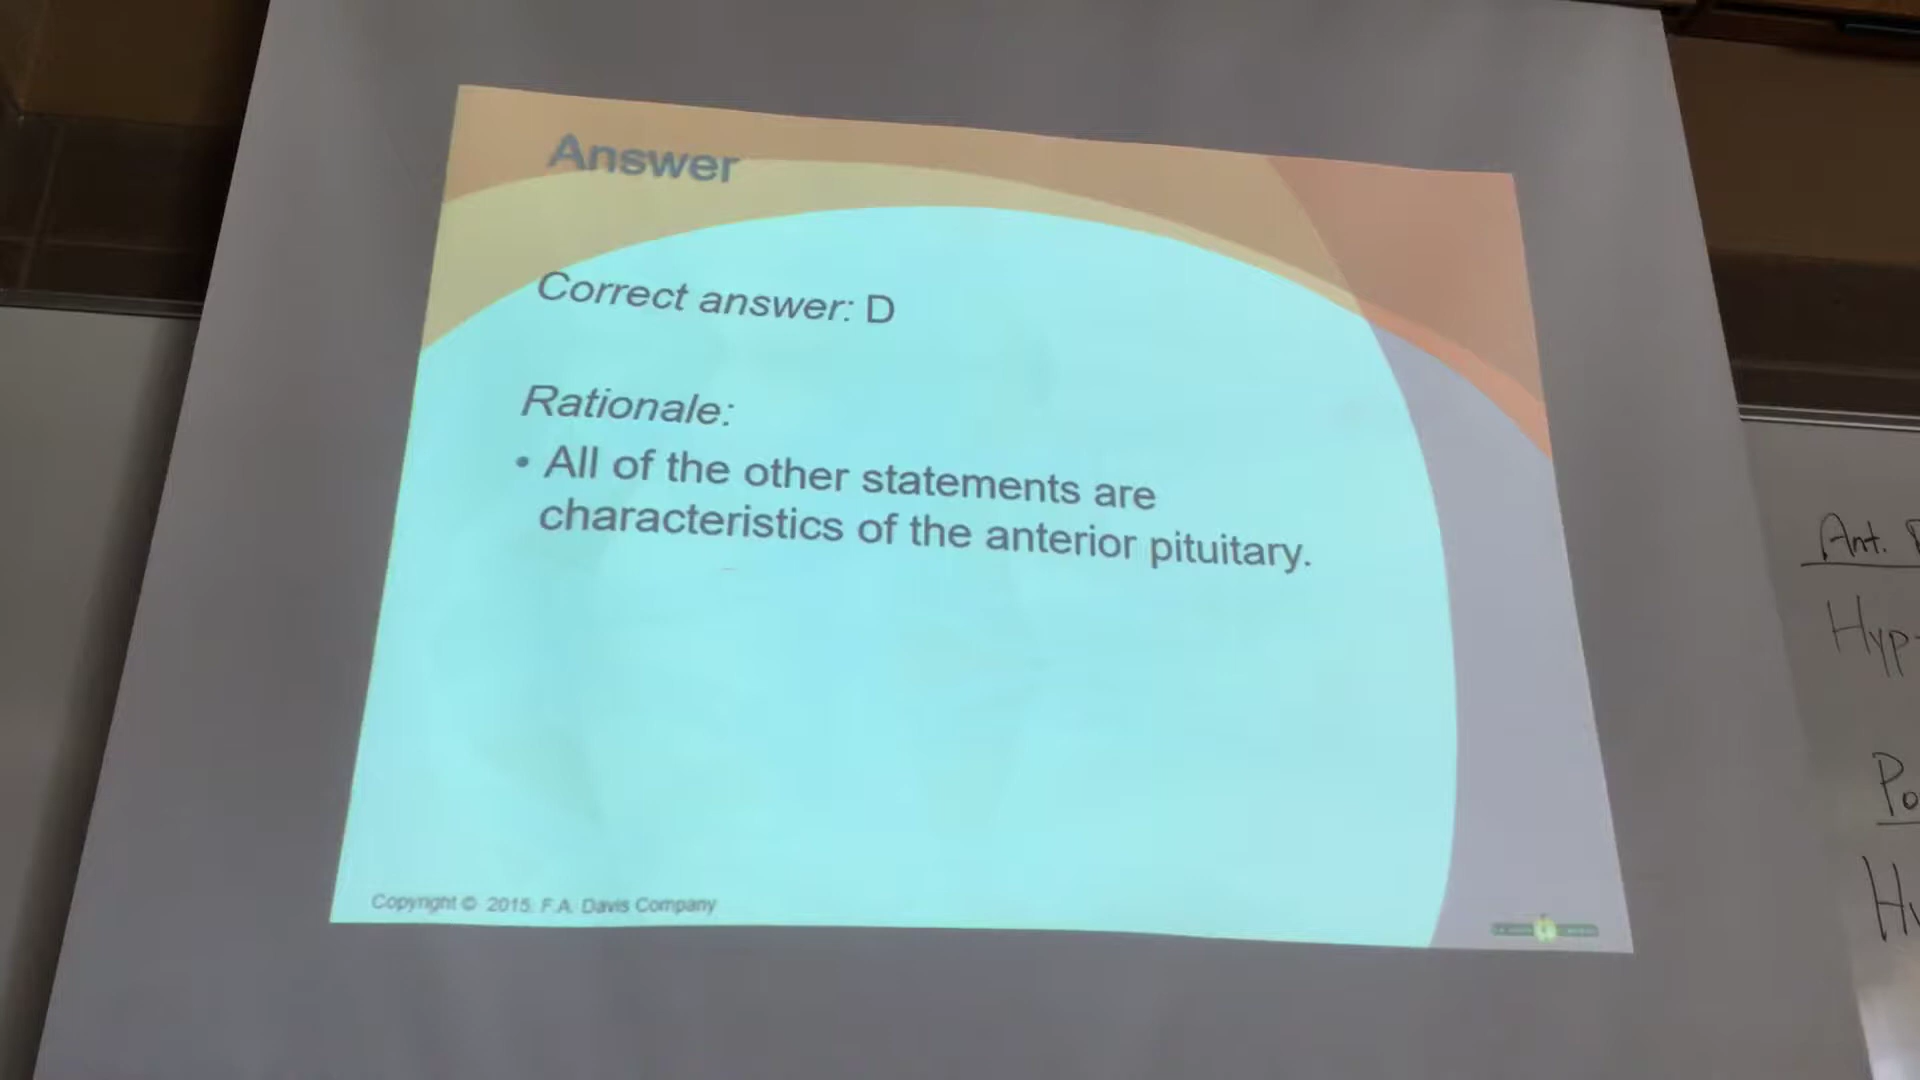 Answer
Correct answer: D
Rationale:
• All of the other statements are
characteristics of the anterior pituitary.
Copyright © 2015. F.A. Davis Company
Ant.
Hyp
Po